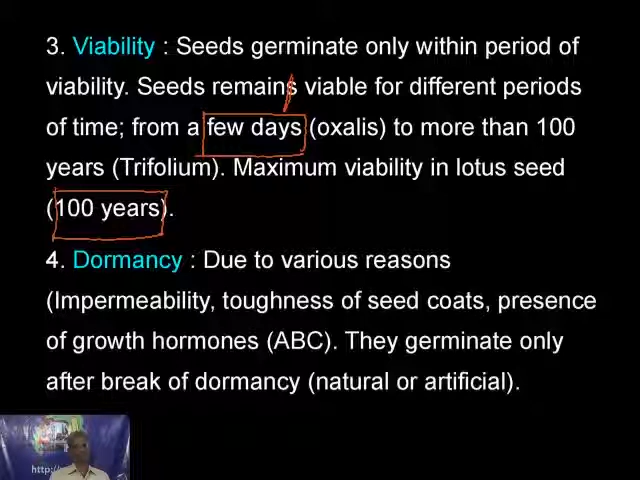 3. Viability : Seeds germinate only within period of
viability. Seeds remains viable for different periods
of time; from a few days (oxalis) to more than 100
years (Trifolium). Maximum viability in lotus seed
(100 years).
4. Dormancy : Due to various reasons
(Impermeability, toughness of seed coats, presence
of growth hormones (ABC). They germinate only
after break of dormancy (natural or artificial).
http://